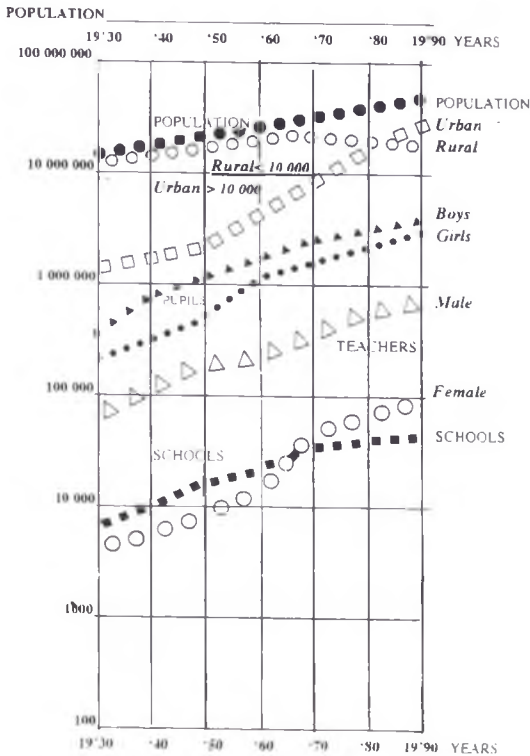 POPULATION
19'30 '40 '50 '60 '70 '80 19'90 YEARS
100 000 000
POPULATION
POPULATION
Urban
Rural
10 000 000
Rural< 10 000
Urban > 10 000
Boys
Girls
1 000 000
PUPILS
Male
TEACHERS
100 000
Female
SCHOOLS
SCHOOLS
10 000
1000
100
19'30 '40 '50 '60 '70 '80 19'90 YEARS